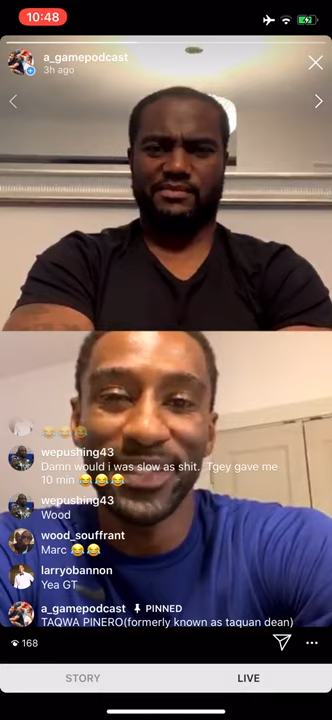 10:48
a_gamepodcast
3h ago
wepushing43
Damn would i was slow as shit.. Tgey gave me
10 min 😂😂😂
wepushing43
Wood
wood_souffrant
Marc 😂😂
larryobannon
Yea GT
a_gamepodcast PINNED
TAQWA PINERO(formerly known as taquan dean)
168
STORY LIVE